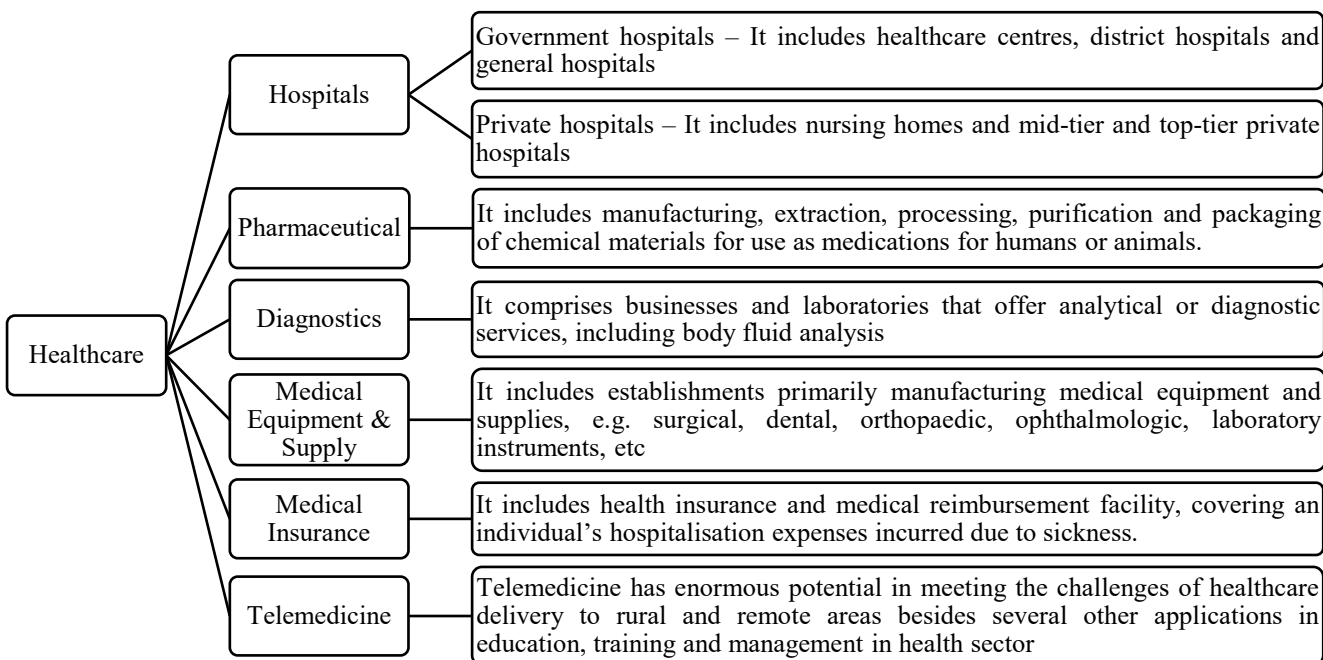 Healthcare
Hospitals
Government hospitals – It includes healthcare centres, district hospitals and
general hospitals
Private hospitals – It includes nursing homes and mid-tier and top-tier private
hospitals
Pharmaceutical
It includes manufacturing, extraction, processing, purification and packaging
of chemical materials for use as medications for humans or animals.
Diagnostics
It comprises businesses and laboratories that offer analytical or diagnostic
services, including body fluid analysis
Medical
Equipment &
Supply
It includes establishments primarily manufacturing medical equipment and
supplies, e.g. surgical, dental, orthopaedic, ophthalmologic, laboratory
instruments, etc
Medical
Insurance
It includes health insurance and medical reimbursement facility, covering an
individual’s hospitalisation expenses incurred due to sickness.
Telemedicine
Telemedicine has enormous potential in meeting the challenges of healthcare
delivery to rural and remote areas besides several other applications in
education, training and management in health sector